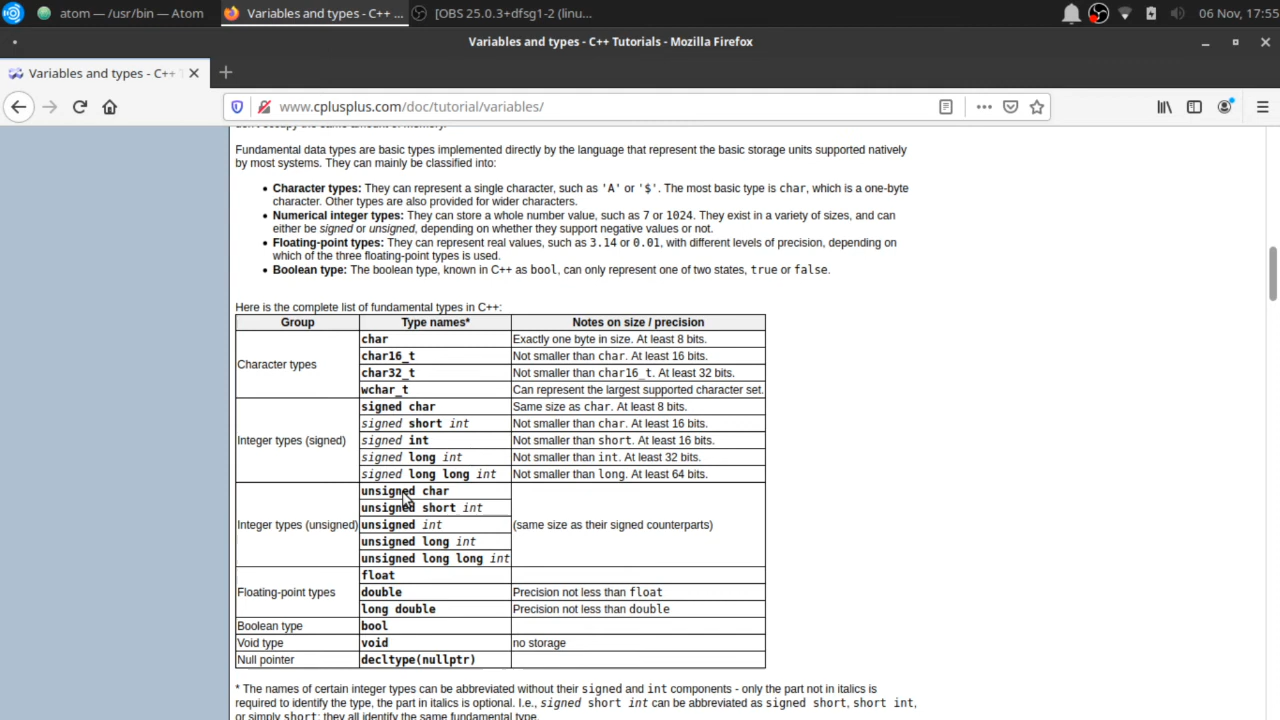 atom — /usr/bin — Atom
Variables and types - C++ ...
[OBS 25.0.3+dfsg1-2 (linu...
06 Nov, 17:55
Variables and types - C++ Tutorials - Mozilla Firefox
Variables and types - C++ T
www.cplusplus.com/doc/tutorial/variables/
don't occupy the same amount of memory.
Fundamental data types are basic types implemented directly by the language that represent the basic storage units supported natively
by most systems. They can mainly be classified into:
• Character types: They can represent a single character, such as 'A' or '$'. The most basic type is char, which is a one-byte
character. Other types are also provided for wider characters.
• Numerical integer types: They can store a whole number value, such as 7 or 1024. They exist in a variety of sizes, and can
either be signed or unsigned, depending on whether they support negative values or not.
• Floating-point types: They can represent real values, such as 3.14 or 0.01, with different levels of precision, depending on
which of the three floating-point types is used.
• Boolean type: The boolean type, known in C++ as bool, can only represent one of two states, true or false.
Here is the complete list of fundamental types in C++:
Group Type names* Notes on size / precision
Character types
char Exactly one byte in size. At least 8 bits.
char16_t Not smaller than char. At least 16 bits.
char32_t Not smaller than char16_t. At least 32 bits.
wchar_t Can represent the largest supported character set.
Integer types (signed)
signed char Same size as char. At least 8 bits.
signed short int Not smaller than char. At least 16 bits.
signed int Not smaller than short. At least 16 bits.
signed long int Not smaller than int. At least 32 bits.
signed long long int Not smaller than long. At least 64 bits.
Integer types (unsigned)
unsigned char
unsigned short int
unsigned int
unsigned long int
unsigned long long int
(same size as their signed counterparts)
Floating-point types
float
double Precision not less than float
long double Precision not less than double
Boolean type bool
Void type void no storage
Null pointer decltype(nullptr)
* The names of certain integer types can be abbreviated without their signed and int components - only the part not in italics is
required to identify the type, the part in italics is optional. I.e., signed short int can be abbreviated as signed short, short int,
or simply short; they all identify the same fundamental type.